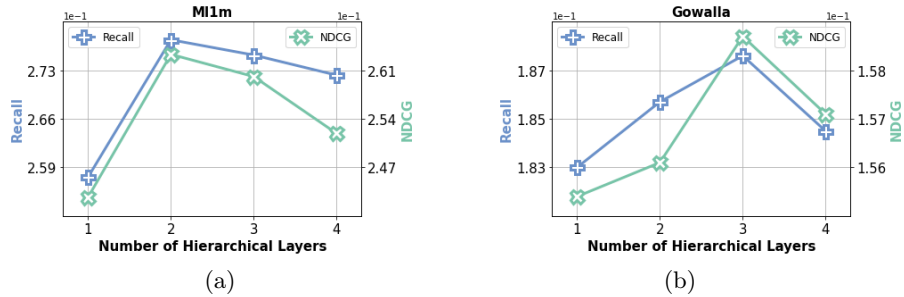 Ml1m
1e−1 1e−1
Recall NDCG
2.73 2.61
2.66 2.54
2.59 2.47
Recall
NDCG
1 2 3 4
Number of Hierarchical Layers
(a)
Gowalla
1e−1 1e−1
Recall NDCG
1.87 1.58
1.85 1.57
1.83 1.56
Recall
NDCG
1 2 3 4
Number of Hierarchical Layers
(b)